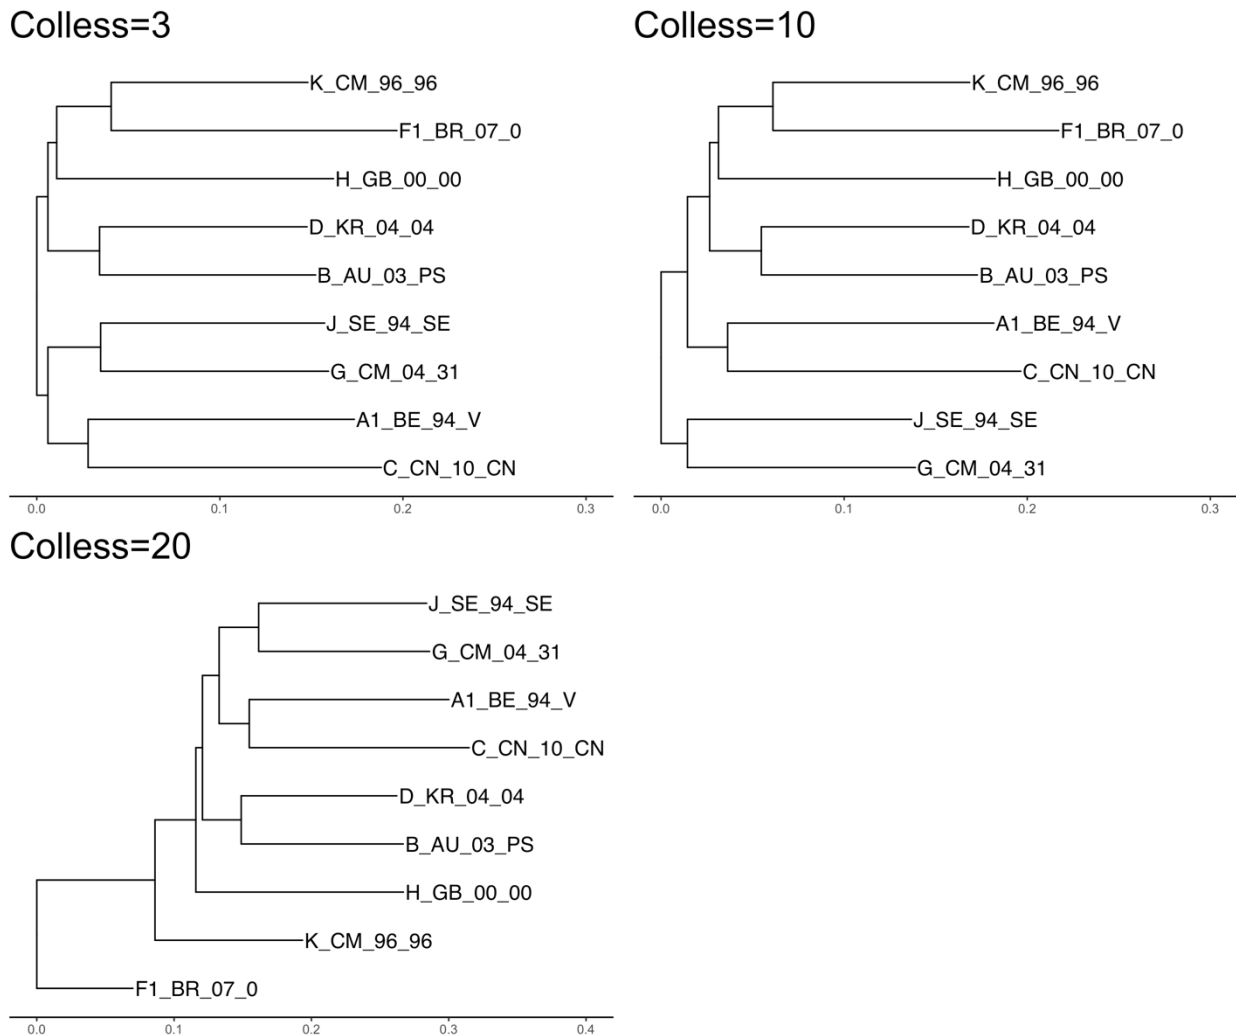 Colless=3
K_CM_96_96
F1_BR_07_0
H_GB_00_00
D_KR_04_04
B_AU_03_PS
J_SE_94_SE
G_CM_04_31
A1_BE_94_V
C_CN_10_CN
0.0 0.1 0.2 0.3
Colless=10
K_CM_96_96
F1_BR_07_0
H_GB_00_00
D_KR_04_04
B_AU_03_PS
A1_BE_94_V
C_CN_10_CN
J_SE_94_SE
G_CM_04_31
0.0 0.1 0.2 0.3
Colless=20
J_SE_94_SE
G_CM_04_31
A1_BE_94_V
C_CN_10_CN
D_KR_04_04
B_AU_03_PS
H_GB_00_00
K_CM_96_96
F1_BR_07_0
0.0 0.1 0.2 0.3 0.4